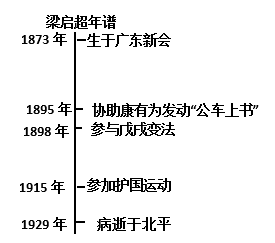 梁启超年谱
1873 年 生于广东新会
1895 年 协助康有为发动“公车上书”
1898 年 参与戊戌变法
1915 年 参加护国运动
1929 年 病逝于北平